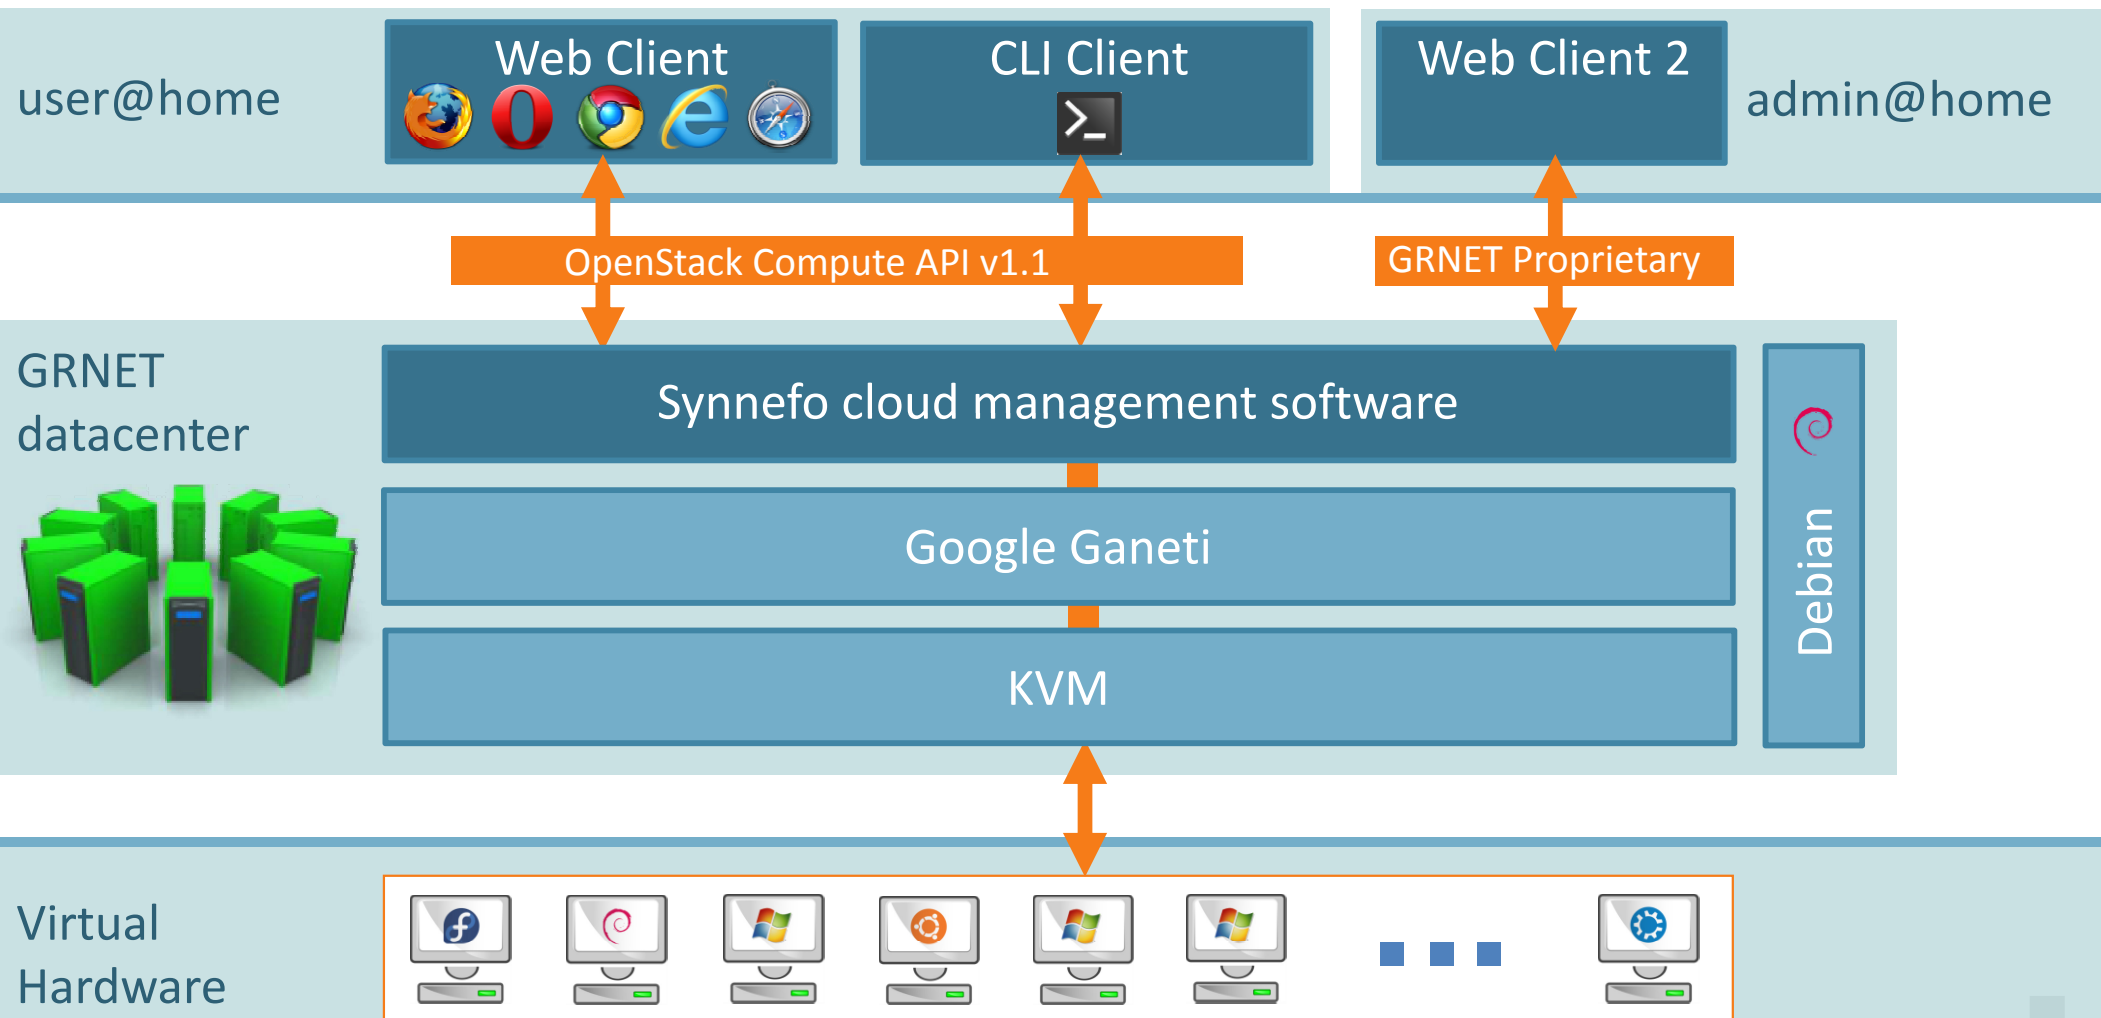 user@home
Web Client
CLI Client
Web Client 2
admin@home
OpenStack Compute API v1.1
GRNET Proprietary
GRNET
datacenter
Synnefo cloud management software
Google Ganeti
KVM
Debian
Virtual
Hardware